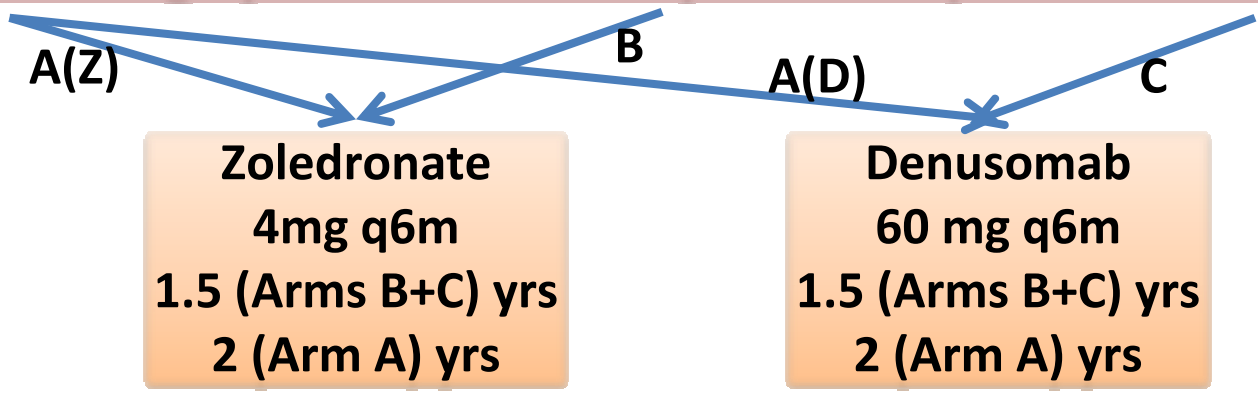 A(Z)
B
A(D)
C
Zoledronate
4mg q6m
1.5 (Arms B+C) yrs
2 (Arm A) yrs
Denusomab
60 mg q6m
1.5 (Arms B+C) yrs
2 (Arm A) yrs